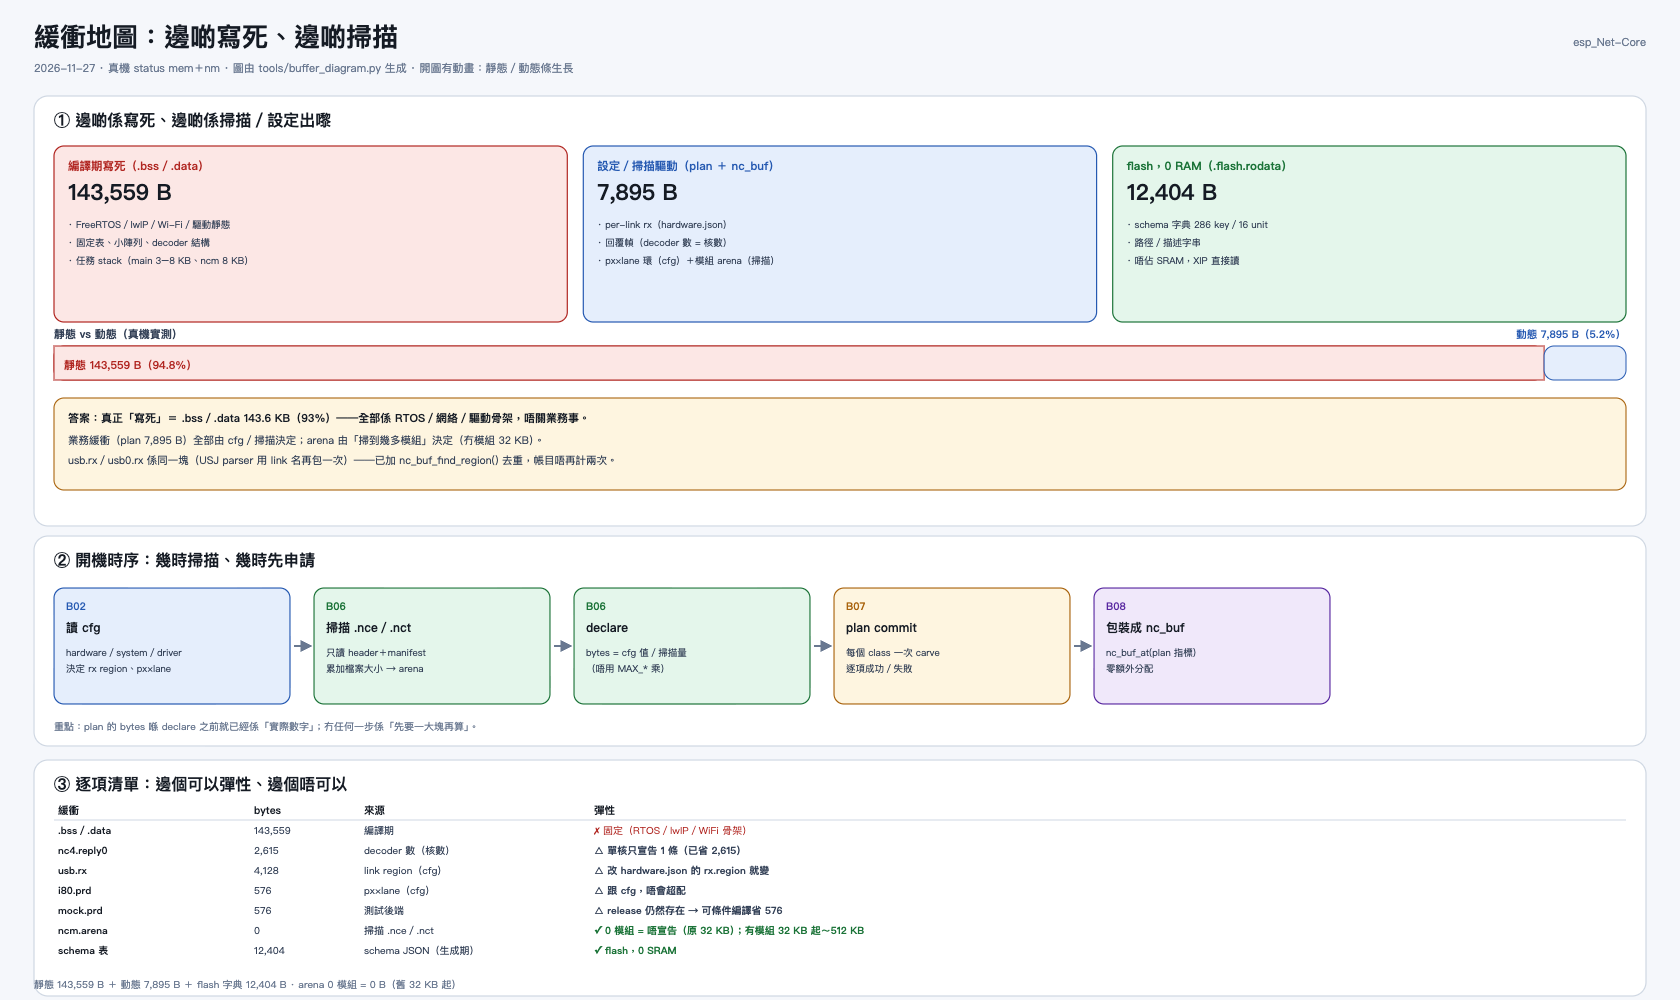 緩衝地圖：邊啲寫死、邊啲掃描
esp_Net-Core
2026-11-27 · 真機 status mem＋nm · 圖由 tools/buffer_diagram.py 生成 · 開圖有動畫：靜態 / 動態條生長
① 邊啲係寫死、邊啲係掃描 / 設定出嚟
編譯期寫死（.bss / .data）
143,559 B
· FreeRTOS / lwIP / Wi-Fi / 驅動靜態
· 固定表、小陣列、decoder 結構
· 任務 stack（main 3–8 KB、ncm 8 KB）
設定 / 掃描驅動（plan ＋ nc_buf）
7,895 B
· per-link rx（hardware.json）
· 回覆幀（decoder 數 = 核數）
· px×lane 環（cfg）＋模組 arena（掃描）
flash，0 RAM（.flash.rodata）
12,404 B
· schema 字典 286 key / 16 unit
· 路徑 / 描述字串
· 唔佔 SRAM，XIP 直接讀
靜態 vs 動態（真機實測）
動態 7,895 B（5.2%）
靜態 143,559 B（94.8%）
答案：真正「寫死」＝ .bss / .data 143.6 KB（93%）——全部係 RTOS / 網絡 / 驅動骨架，唔關業務事。
業務緩衝（plan 7,895 B）全部由 cfg / 掃描決定；arena 由「掃到幾多模組」決定（冇模組 32 KB）。
usb.rx / usb0.rx 係同一塊（USJ parser 用 link 名再包一次）——已加 nc_buf_find_region() 去重，帳目唔再計兩次。
② 開機時序：幾時掃描、幾時先申請
B02
讀 cfg
hardware / system / driver
決定 rx region、px×lane
B06
掃描 .nce / .nct
只讀 header＋manifest
累加檔案大小 → arena
B06
declare
bytes = cfg 值 / 掃描量
（唔用 MAX_* 乘）
B07
plan commit
每個 class 一次 carve
逐項成功 / 失敗
B08
包裝成 nc_buf
nc_buf_at(plan 指標)
零額外分配
重點：plan 的 bytes 喺 declare 之前就已經係「實際數字」；冇任何一步係「先要一大塊再算」。
③ 逐項清單：邊個可以彈性、邊個唔可以
緩衝 bytes 來源 彈性
.bss / .data 143,559 編譯期 ✗ 固定（RTOS / lwIP / WiFi 骨架）
nc4.reply0 2,615 decoder 數（核數） △ 單核只宣告 1 條（已省 2,615）
usb.rx 4,128 link region（cfg） △ 改 hardware.json 的 rx.region 就變
i80.prd 576 px×lane（cfg） △ 跟 cfg，唔會超配
mock.prd 576 測試後端 △ release 仍然存在 → 可條件編譯省 576
ncm.arena 0 掃描 .nce / .nct ✓ 0 模組 = 唔宣告（原 32 KB）；有模組 32 KB 起～512 KB
schema 表 12,404 schema JSON（生成期） ✓ flash，0 SRAM
靜態 143,559 B ＋ 動態 7,895 B ＋ flash 字典 12,404 B · arena 0 模組 = 0 B（舊 32 KB 起）